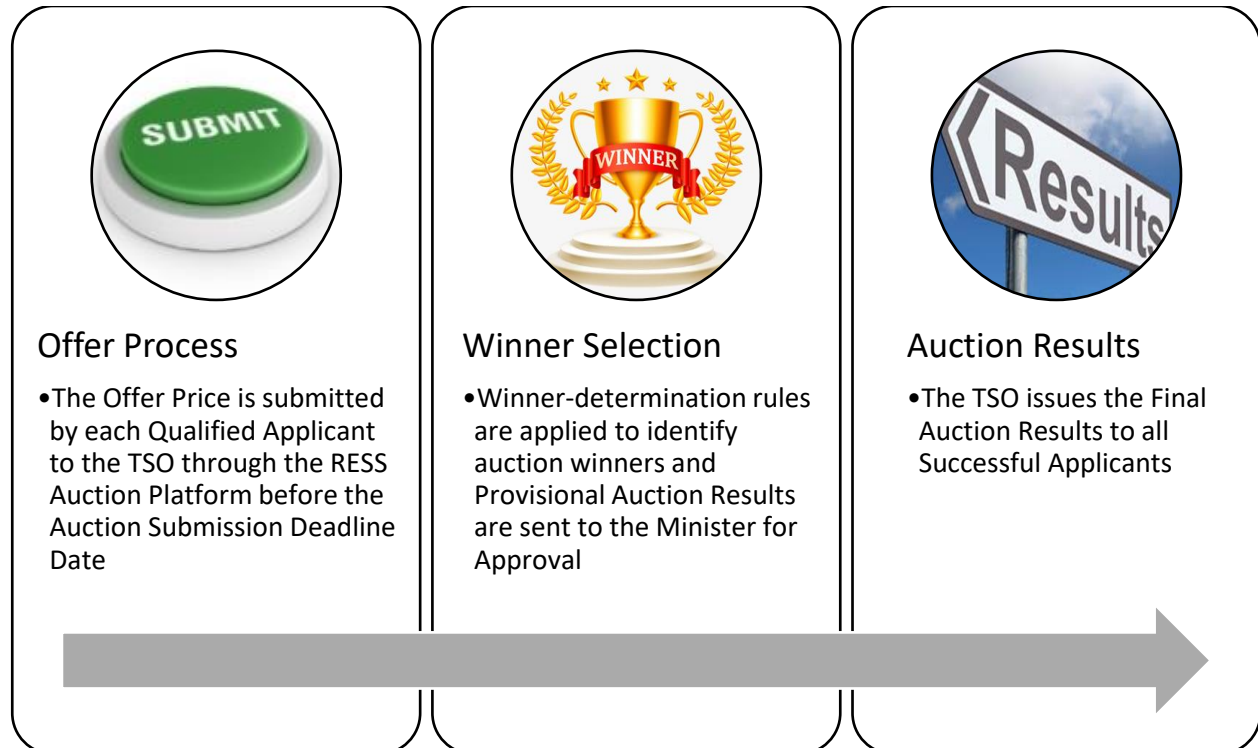 SUBMIT
Offer Process
•The Offer Price is submitted
by each Qualified Applicant
to the TSO through the RESS
Auction Platform before the
Auction Submission Deadline
Date
WINNER
Winner Selection
•Winner-determination rules
are applied to identify
auction winners and
Provisional Auction Results
are sent to the Minister for
Approval
Results
Auction Results
•The TSO issues the Final
Auction Results to all
Successful Applicants